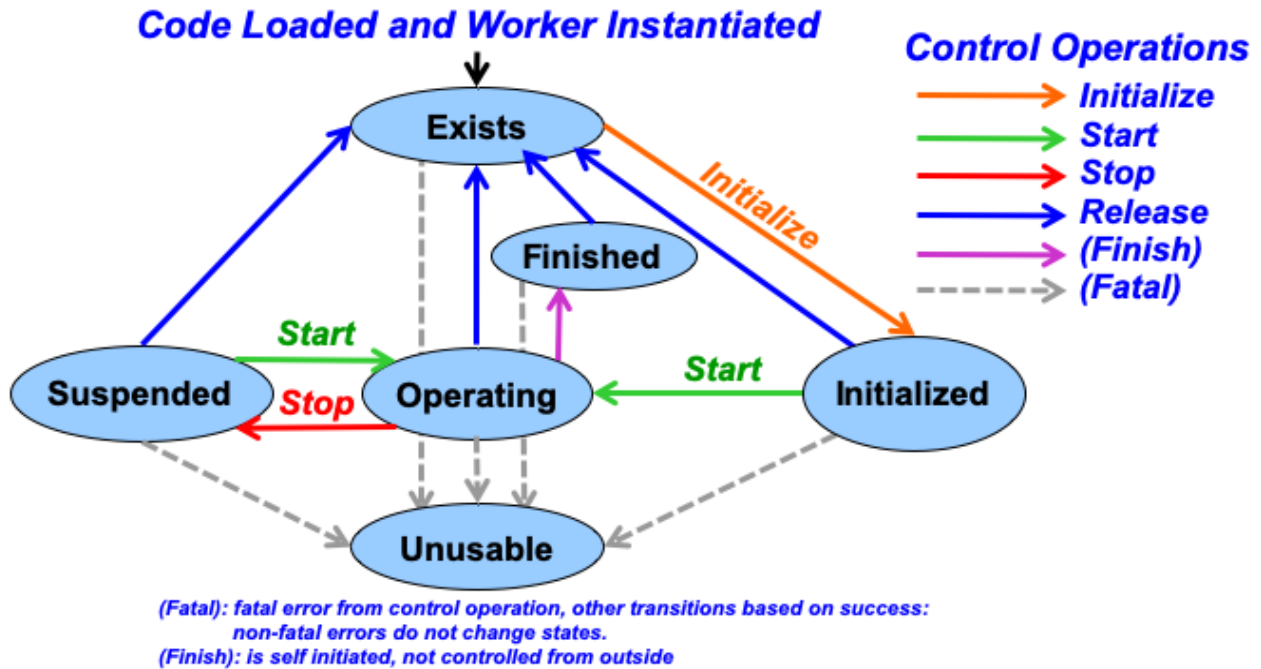 Code Loaded and Worker Instantiated
Control Operations
Initialize
Start
Stop
Release
(Finish)
(Fatal)
Exists
Initialize
Finished
Start
Suspended
Stop
Operating
Start
Initialized
Unusable
(Fatal): fatal error from control operation, other transitions based on success:
non-fatal errors do not change states.
(Finish): is self initiated, not controlled from outside